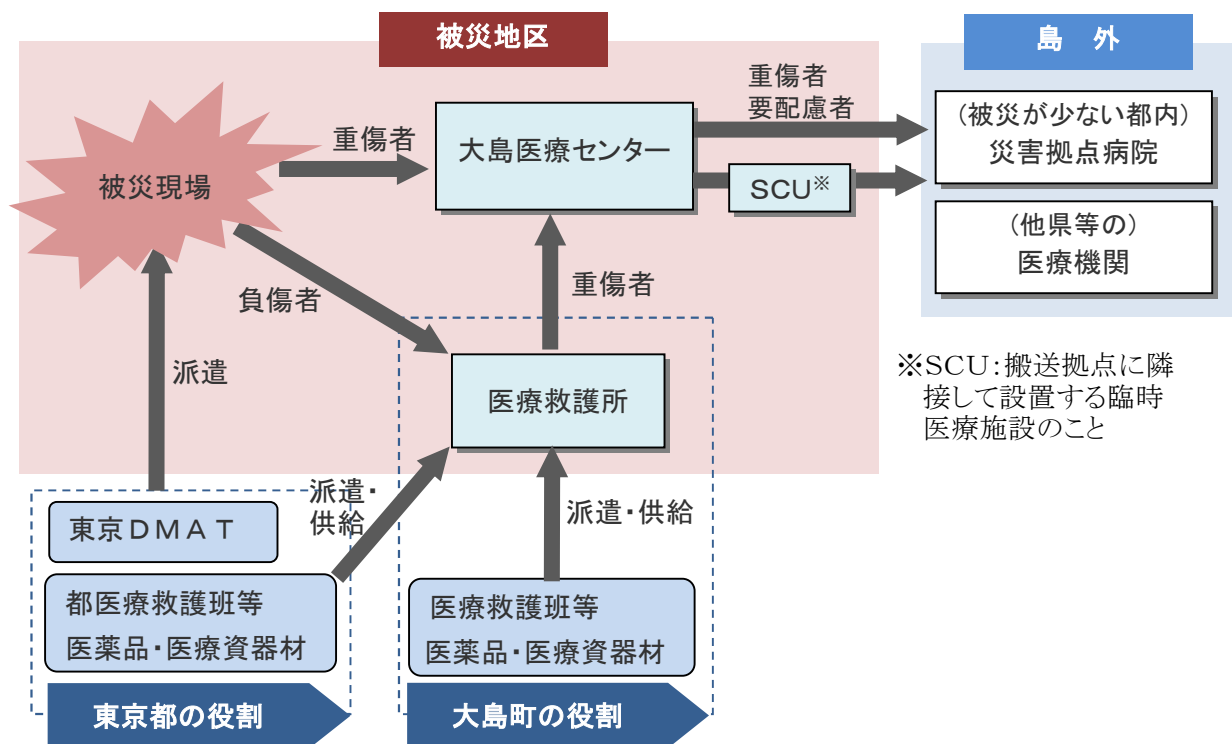 被災地区
島 外
重傷者
要配慮者
(被災が少ない都内)
災害拠点病院
重傷者
大島医療センター
被災現場
SCU※
(他県等の)
医療機関
負傷者
重傷者
派遣
医療救護所
※SCU:搬送拠点に隣
接して設置する臨時
医療施設のこと
派遣・
供給
派遣・供給
東京DMAT
都医療救護班等
医薬品・医療資器材
医療救護班等
医薬品・医療資器材
東京都の役割
大島町の役割